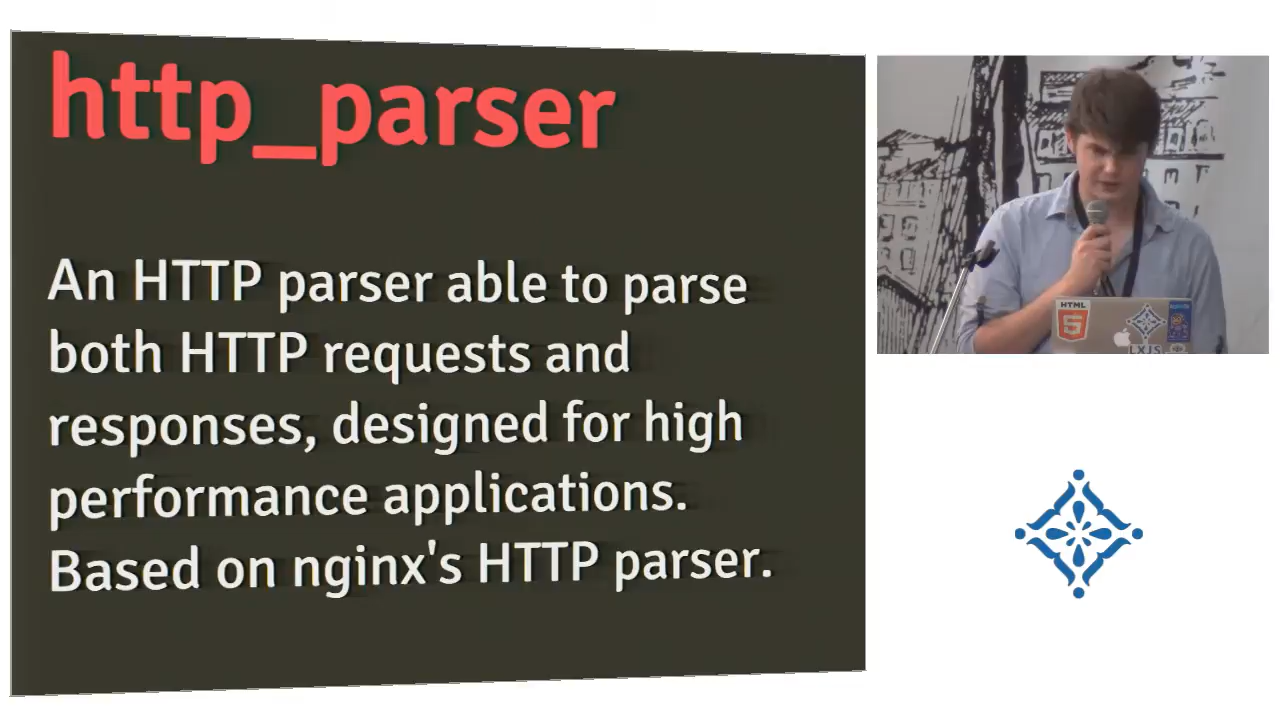 http_parser
An HTTP parser able to parse
both HTTP requests and
responses, designed for high
performance applications.
Based on nginx's HTTP parser.
HTML
5
LXJS